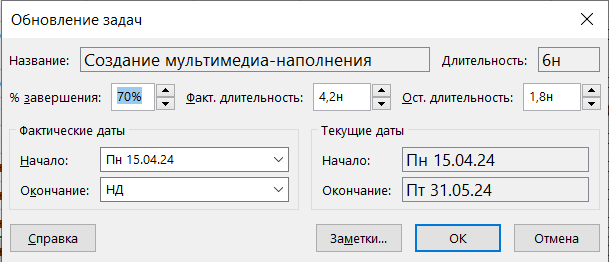 Обновление задач
Название: Создание мультимедиа-наполнения Длительность: 6н
% завершения: 70% Факт. длительность: 4,2н Ост. длительность: 1,8н
Фактические даты Текущие даты
Начало: Пн 15.04.24 Начало: Пн 15.04.24
Окончание: НД Окончание: Пт 31.05.24
Справка Заметки... ОК Отмена